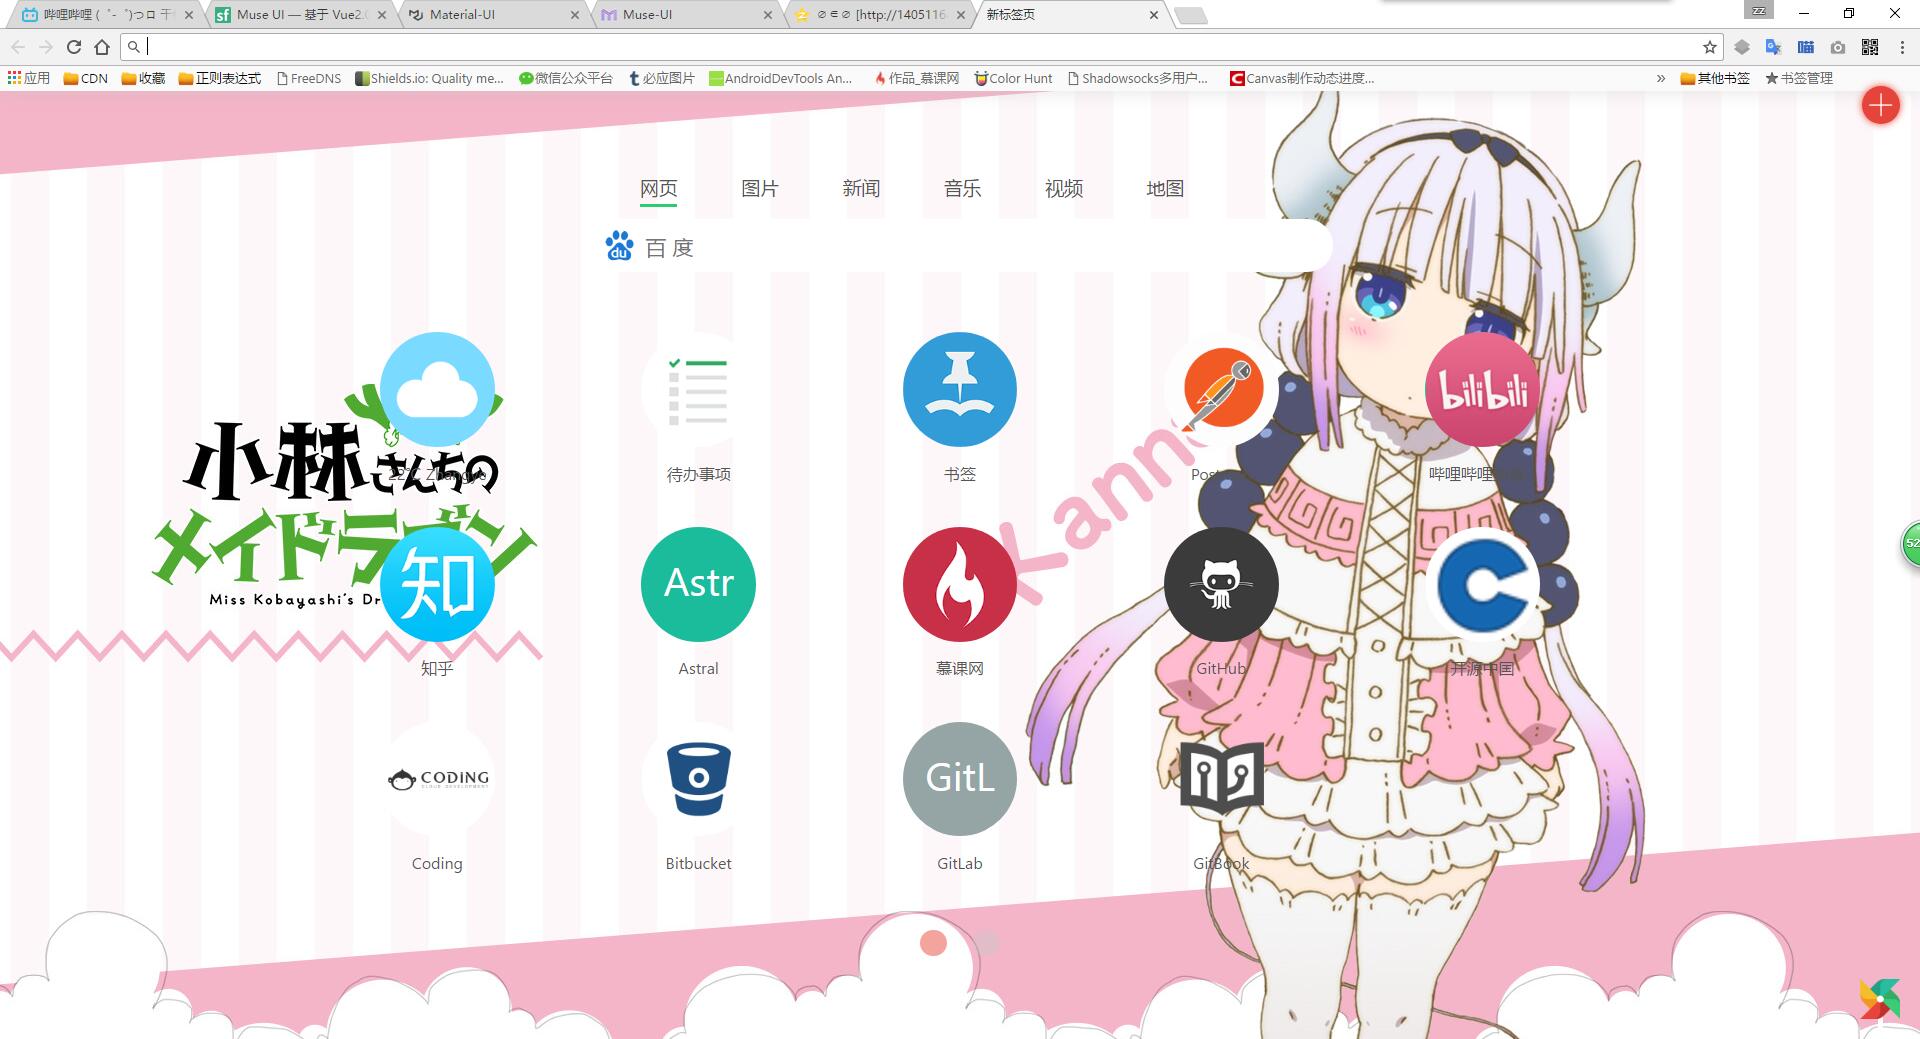 哔哩哔哩 (゜-゜)つロ 干
Muse UI — 基于 Vue2.0
Material-UI
Muse-UI
∅∈∅ [http://1405116
新标签页
ZZ
应用 CDN 收藏 正则表达式 FreeDNS Shields.io: Quality me... 微信公众平台 必应图片 AndroidDevTools An... 作品_慕课网 Color Hunt Shadowsocks多用户... Canvas制作动态进度... » 其他书签 书签管理
网页 图片 新闻 音乐 视频 地图
du 百度
bilibili
小林さんちの
メイドラゴン
Miss Kobayashi's Dr
Kanna
22°C Zhangye 待办事项 书签 Pos 哔哩哔哩
知 Astr
52
知乎 Astral 慕课网 GitHub 开源中国
CODING
CLOUD DEVELOPMENT
GitL
Coding Bitbucket GitLab GitBook